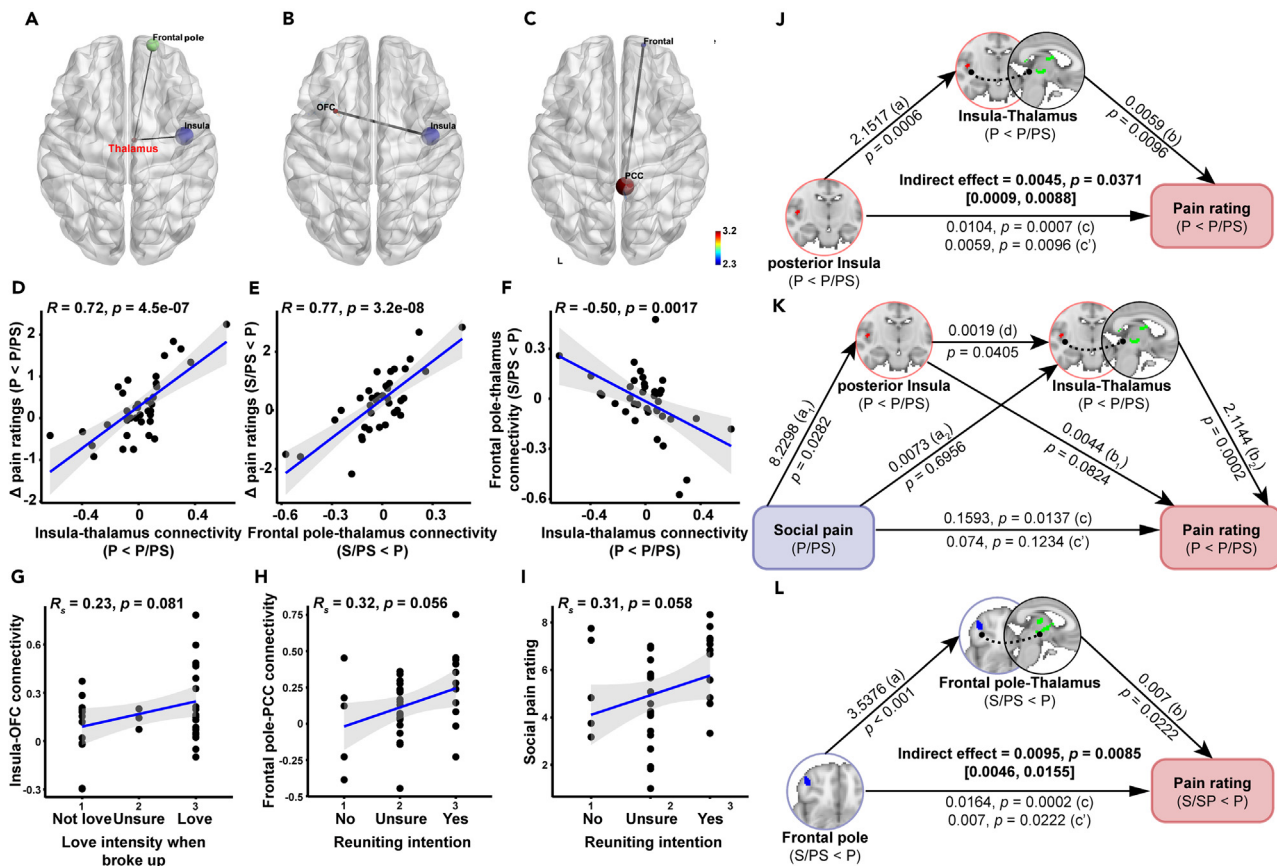 A
Frontal pole
Insula
Thalamus
B
OFC
Insula
C
Frontal
PCC
L
3.2
2.3
D
R = 0.72, p = 4.5e-07
Δ pain ratings (P < P/PS)
2
1
0
-1
-2
-0.4
0
0.4
Insula-thalamus connectivity
(P < P/PS)
E
R = 0.77, p = 3.2e-08
Δ pain ratings (S/PS < P)
2
0
-2
-0.6
-0.3
0
0.3
Frontal pole-thalamus connectivity
(S/PS < P)
F
R = -0.50, p = 0.0017
Frontal pole-thalamus
connectivity (S/PS < P)
0.3
0
-0.3
-0.6
-0.4
0
0.4
Insula-thalamus connectivity
(P < P/PS)
G
Rs = 0.23, p = 0.081
Insula-OFC connectivity
0.6
0.3
0
-0.3
1 2 3
Not love Unsure Love
Love intensity when
broke up
H
Rs = 0.32, p = 0.056
Frontal pole-PCC connectivity
0.75
0.5
0.25
0
-0.25
-0.5
1 2 3
No Unsure Yes
Reuniting intention
I
Rs = 0.31, p = 0.058
Social pain rating
8
6
4
2
1 2 3
No Unsure Yes
Reuniting intention
J
Insula-Thalamus
(P < P/PS)
2.1517 (a)
p = 0.0006
0.0059 (b)
p = 0.0096
Indirect effect = 0.0045, p = 0.0371
[0.0009, 0.0088]
0.0104, p = 0.0007 (c)
0.0059, p = 0.0096 (c')
posterior Insula
(P < P/PS)
Pain rating
(P < P/PS)
K
0.0019 (d)
p = 0.0405
posterior Insula
(P < P/PS)
Insula-Thalamus
(P < P/PS)
8.2298 (a1)
p = 0.0282
0.0073 (a2)
p = 0.6956
0.0044 (b1)
p = 0.0824
2.1144 (b2)
p = 0.0002
Social pain
(P/PS)
0.1593, p = 0.0137 (c)
0.074, p = 0.1234 (c')
Pain rating
(P < P/PS)
L
Frontal pole-Thalamus
(S/PS < P)
3.5376 (a)
p < 0.001
0.007 (b)
p = 0.0222
Indirect effect = 0.0095, p = 0.0085
[0.0046, 0.0155]
0.0164, p = 0.0002 (c)
0.007, p = 0.0222 (c')
Frontal pole
(S/PS < P)
Pain rating
(S/SP < P)